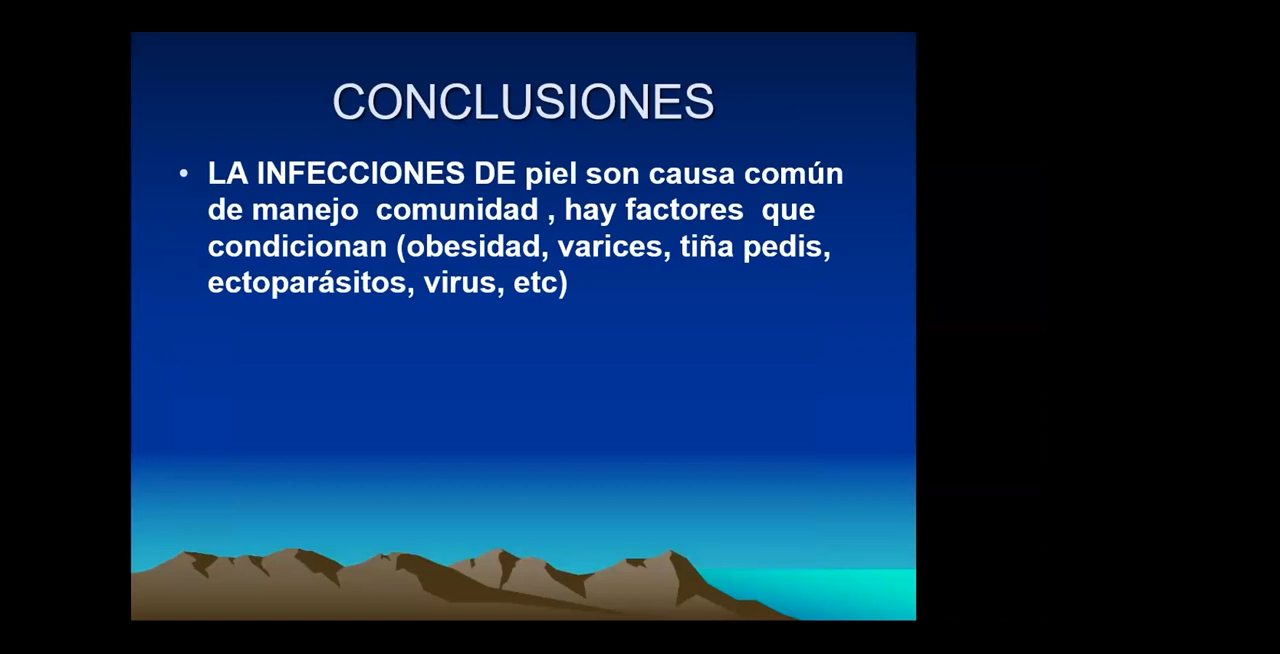 CONCLUSIONES
• LA INFECCIONES DE piel son causa común
de manejo  comunidad , hay factores  que
condicionan (obesidad, varices, tiña pedis,
ectoparásitos, virus, etc)